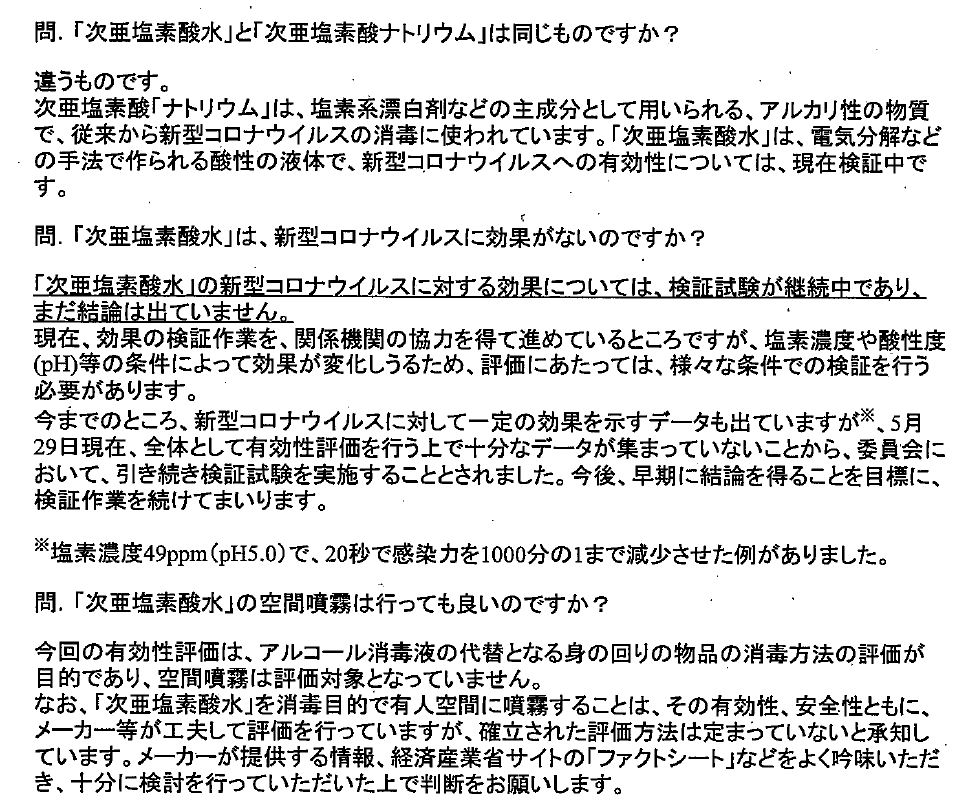 問. 「次亜塩素酸水」と「次亜塩素酸ナトリウム」は同じものですか？
違うものです。
次亜塩素酸「ナトリウム」は、塩素系漂白剤などの主成分として用いられる、アルカリ性の物質
で、従来から新型コロナウイルスの消毒に使われています。「次亜塩素酸水」は、電気分解など
の手法で作られる酸性の液体で、新型コロナウイルスへの有効性については、現在検証中で
す。
問. 「次亜塩素酸水」は、新型コロナウイルスに効果がないのですか？
「次亜塩素酸水」の新型コロナウイルスに対する効果については、検証試験が継続中であり、
まだ結論は出ていません。
現在、効果の検証作業を、関係機関の協力を得て進めているところですが、塩素濃度や酸性度
(pH)等の条件によって効果が変化しうるため、評価にあたっては、様々な条件での検証を行う
必要があります。
今までのところ、新型コロナウイルスに対して一定の効果を示すデータも出ていますが※、5月
29日現在、全体として有効性評価を行う上で十分なデータが集まっていないことから、委員会に
おいて、引き続き検証試験を実施することとされました。今後、早期に結論を得ることを目標に、
検証作業を続けてまいります。
※塩素濃度49ppm（pH5.0）で、20秒で感染力を1000分の1まで減少させた例がありました。
問. 「次亜塩素酸水」の空間噴霧は行っても良いのですか？
今回の有効性評価は、アルコール消毒液の代替となる身の回りの物品の消毒方法の評価が
目的であり、空間噴霧は評価対象となっていません。
なお、「次亜塩素酸水」を消毒目的で有人空間に噴霧することは、その有効性、安全性ともに、
メーカー等が工夫して評価を行っていますが、確立された評価方法は定まっていないと承知し
ています。メーカーが提供する情報、経済産業省サイトの「ファクトシート」などをよく吟味いただ
き、十分に検討を行っていただいた上で判断をお願いします。